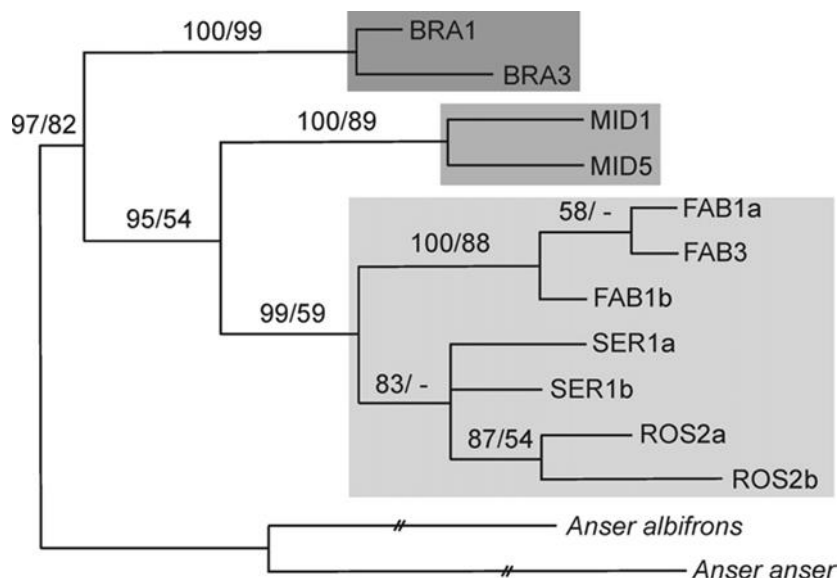 100/99
BRA1
BRA3
97/82
100/89
MID1
MID5
95/54
58/ -
FAB1a
100/88
FAB3
FAB1b
99/59
SER1a
83/ -
SER1b
87/54
ROS2a
ROS2b
Anser albifrons
Anser anser